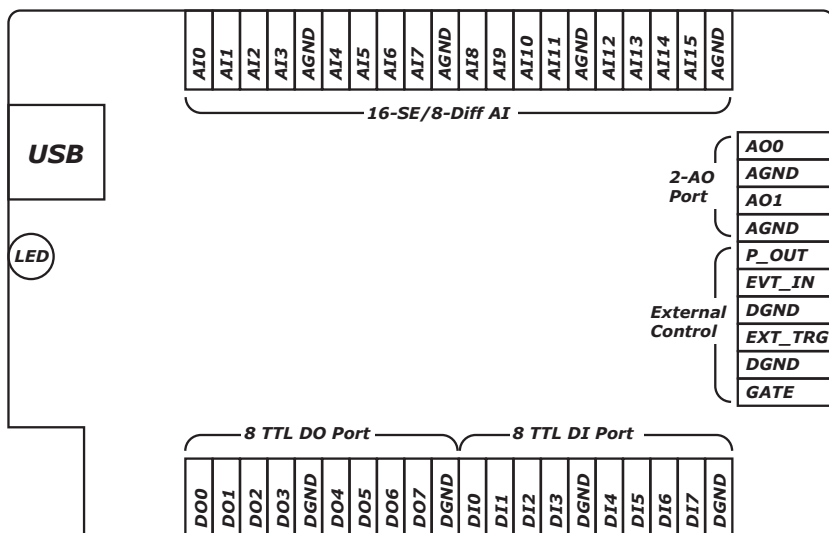 AI0 AI1 AI2 AI3 AGND AI4 AI5 AI6 AI7 AGND AI8 AI9 AI10 AI11 AGND AI12 AI13 AI14 AI15 AGND
16-SE/8-Diff AI
USB
LED
2-AO
Port
AO0
AGND
AO1
AGND
External
Control
P_OUT
EVT_IN
DGND
EXT_TRG
DGND
GATE
8 TTL DO Port
8 TTL DI Port
DO0 DO1 DO2 DO3 DGND DO4 DO5 DO6 DO7 DGND DI0 DI1 DI2 DI3 DGND DI4 DI5 DI6 DI7 DGND